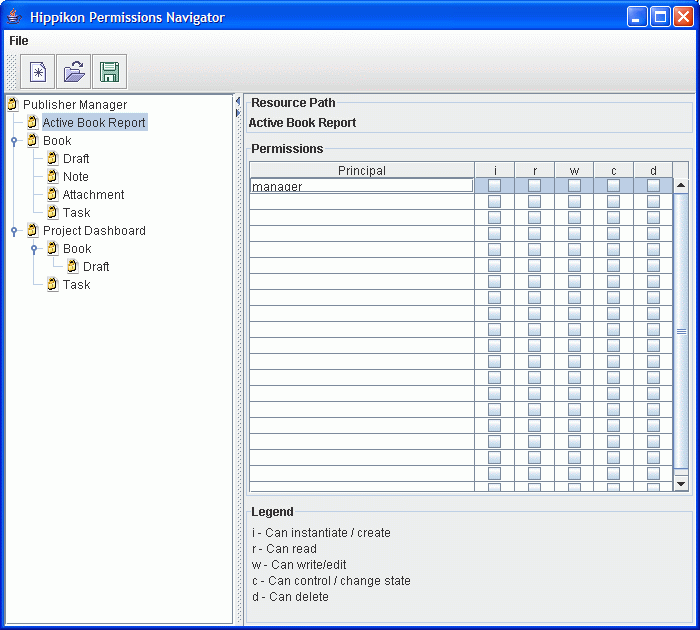 Hippikon Permissions Navigator
File
Publisher Manager
Active Book Report
Book
Draft
Note
Attachment
Task
Project Dashboard
Book
Draft
Task
Resource Path
Active Book Report
Permissions
Principal i r w c d
manager
Legend
i - Can instantiate / create
r - Can read
w - Can write/edit
c - Can control / change state
d - Can delete